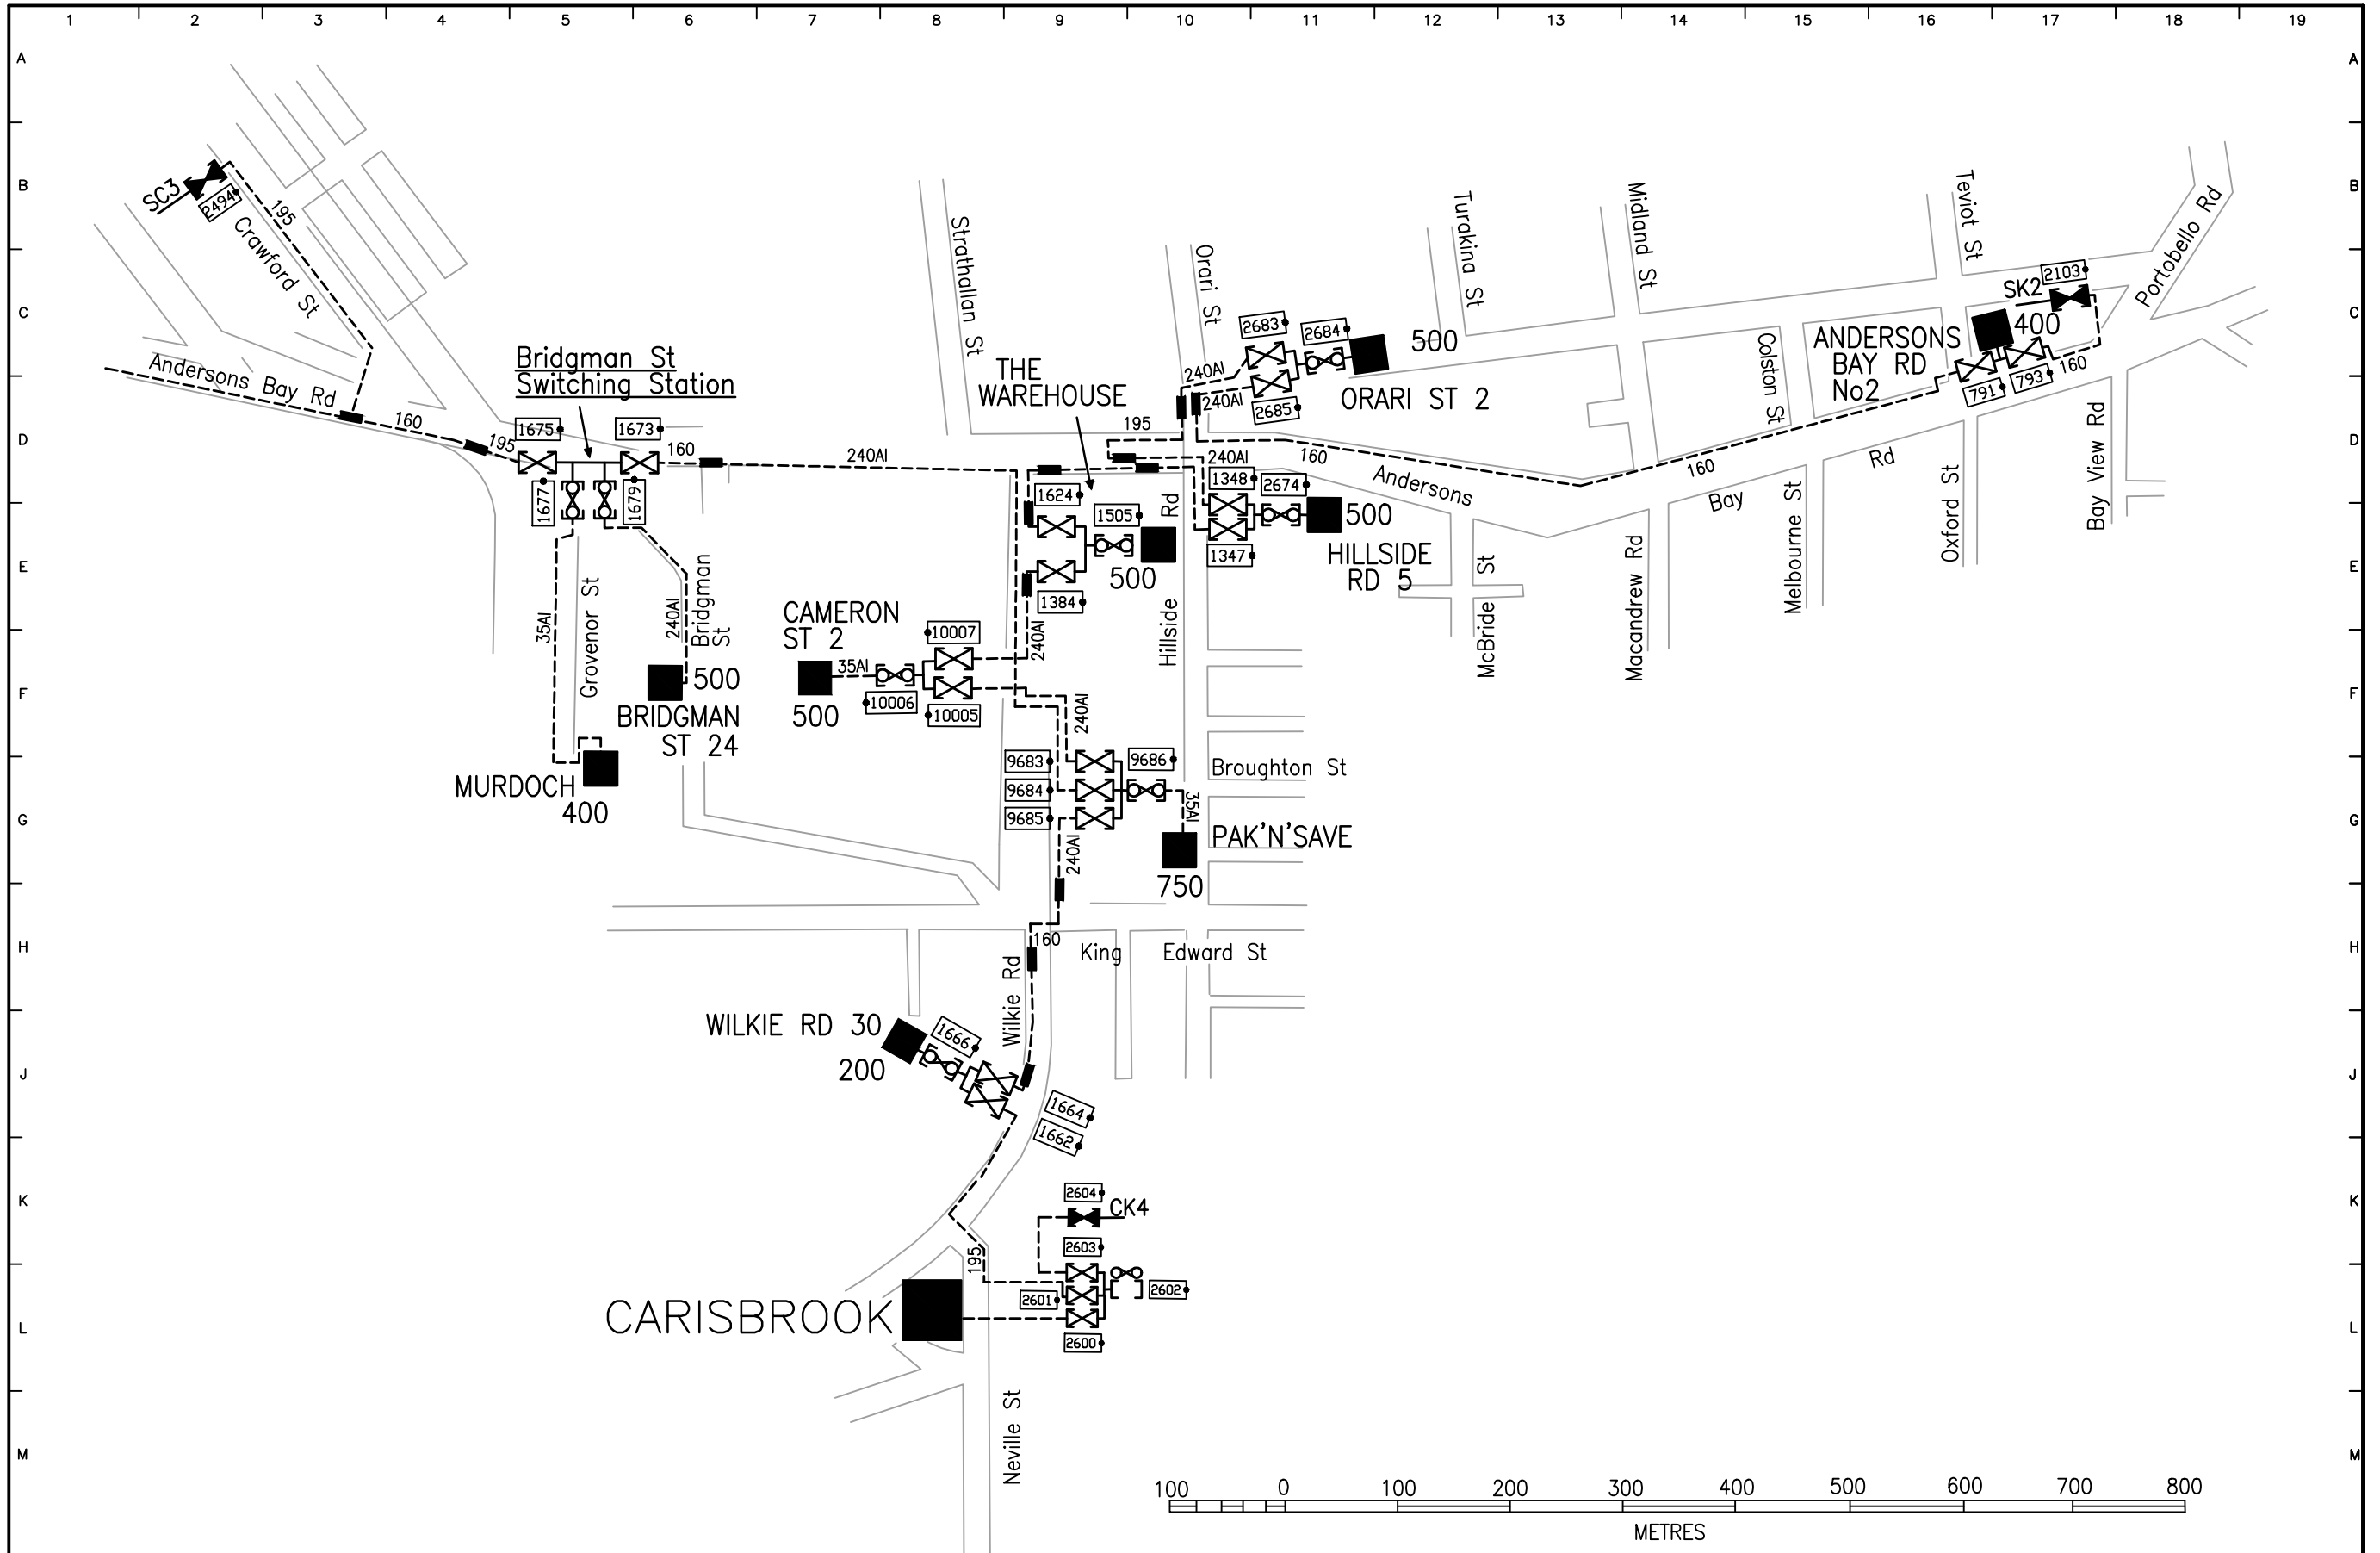 1 2 3 4 5 6 7 8 9 10 11 12 13 14 15 16 17 18 19
A A
B B
C C
D D
E E
F F
G G
H H
J J
K K
L L
M M
SC3
2494
195
Crawford St
Andersons Bay Rd
160
195
Bridgman St
Switching Station
1675
1673
160
240Al
1677
1679
35Al
Grovenor St
240Al
Bridgman
St
500
BRIDGMAN
ST 24
MURDOCH
400
Strathallan St
THE
WAREHOUSE
Orari St
240Al
240Al
2683
2684
2685
500
ORARI ST 2
195
240Al
160
1348
2674
1347
500
HILLSIDE
RD 5
1624
1505
500
1384
Hillside
Rd
Turakina St
Midland St
Teviot St
Portobello Rd
2103
SK2
400
ANDERSONS
BAY RD
No2
791
793
160
Colston St
160
Andersons
Bay
Rd
McBride St
Macandrew Rd
Melbourne St
Oxford St
Bay View Rd
CAMERON
ST 2
500
35Al
10007
10006
10005
240Al
240Al
9683
9684
9685
9686
35Al
Broughton St
PAK'N'SAVE
750
240Al
160
King Edward St
Wilkie Rd
WILKIE RD 30
200
1666
1664
1662
2604
CK4
2603
195
2601
2602
2600
CARISBROOK
Neville St
100 0 100 200 300 400 500 600 700 800
METRES